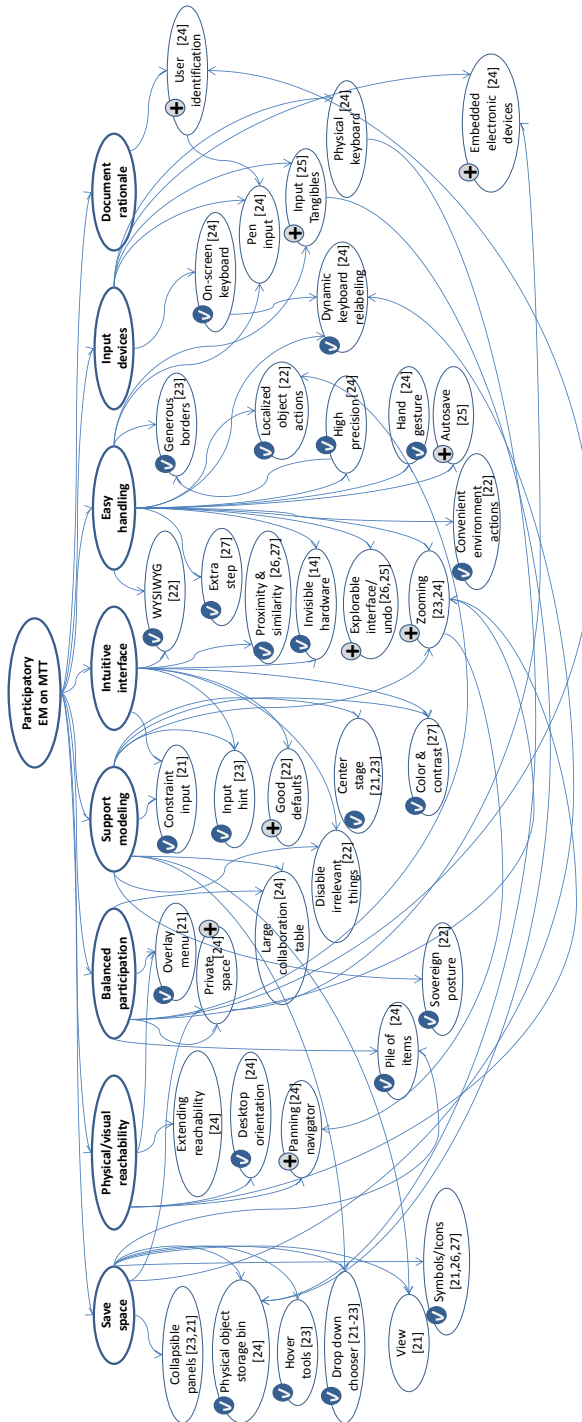 Participatory
EM on MTT
Save
space
Physical/visual
reachability
Balanced
participation
Support
modeling
Intuitive
interface
Easy
handling
Input
devices
Document
rationale
Collapsible
panels [23,21]
Physical object
storage bin
[24]
Hover
tools [23]
Drop down
chooser [21-23]
View
[21]
Symbols/Icons
[21,26,27]
Extending
reachability
[24]
Desktop [24]
orientation
Panning [24]
navigator
Overlay
menu [21]
Private [24]
space
Large [24]
collaboration
table
Pile of [24]
items
Sovereign [22]
posture
Constraint
input [21]
Input
hint [23]
Good [22]
defaults
Disable
irrelevant
things [22]
Center
stage
[21,23]
Color &
contrast [27]
WYSIWYG
[22]
Extra [27]
step
Proximity &
similarity [26,27]
Invisible [14]
hardware
Explorable
interface/
undo [26,25]
Zooming
[23,24]
Generous
borders [23]
Localized
object [22]
actions
High
precision [24]
Hand [24]
gesture
Autosave
[25]
Convenient
environment
actions [22]
On-screen [24]
keyboard
Pen
input [24]
Input [25]
Tangibles
Dynamic
keyboard [24]
relabeling
User [24]
identification
Physical [24]
keyboard
Embedded [24]
electronic
devices